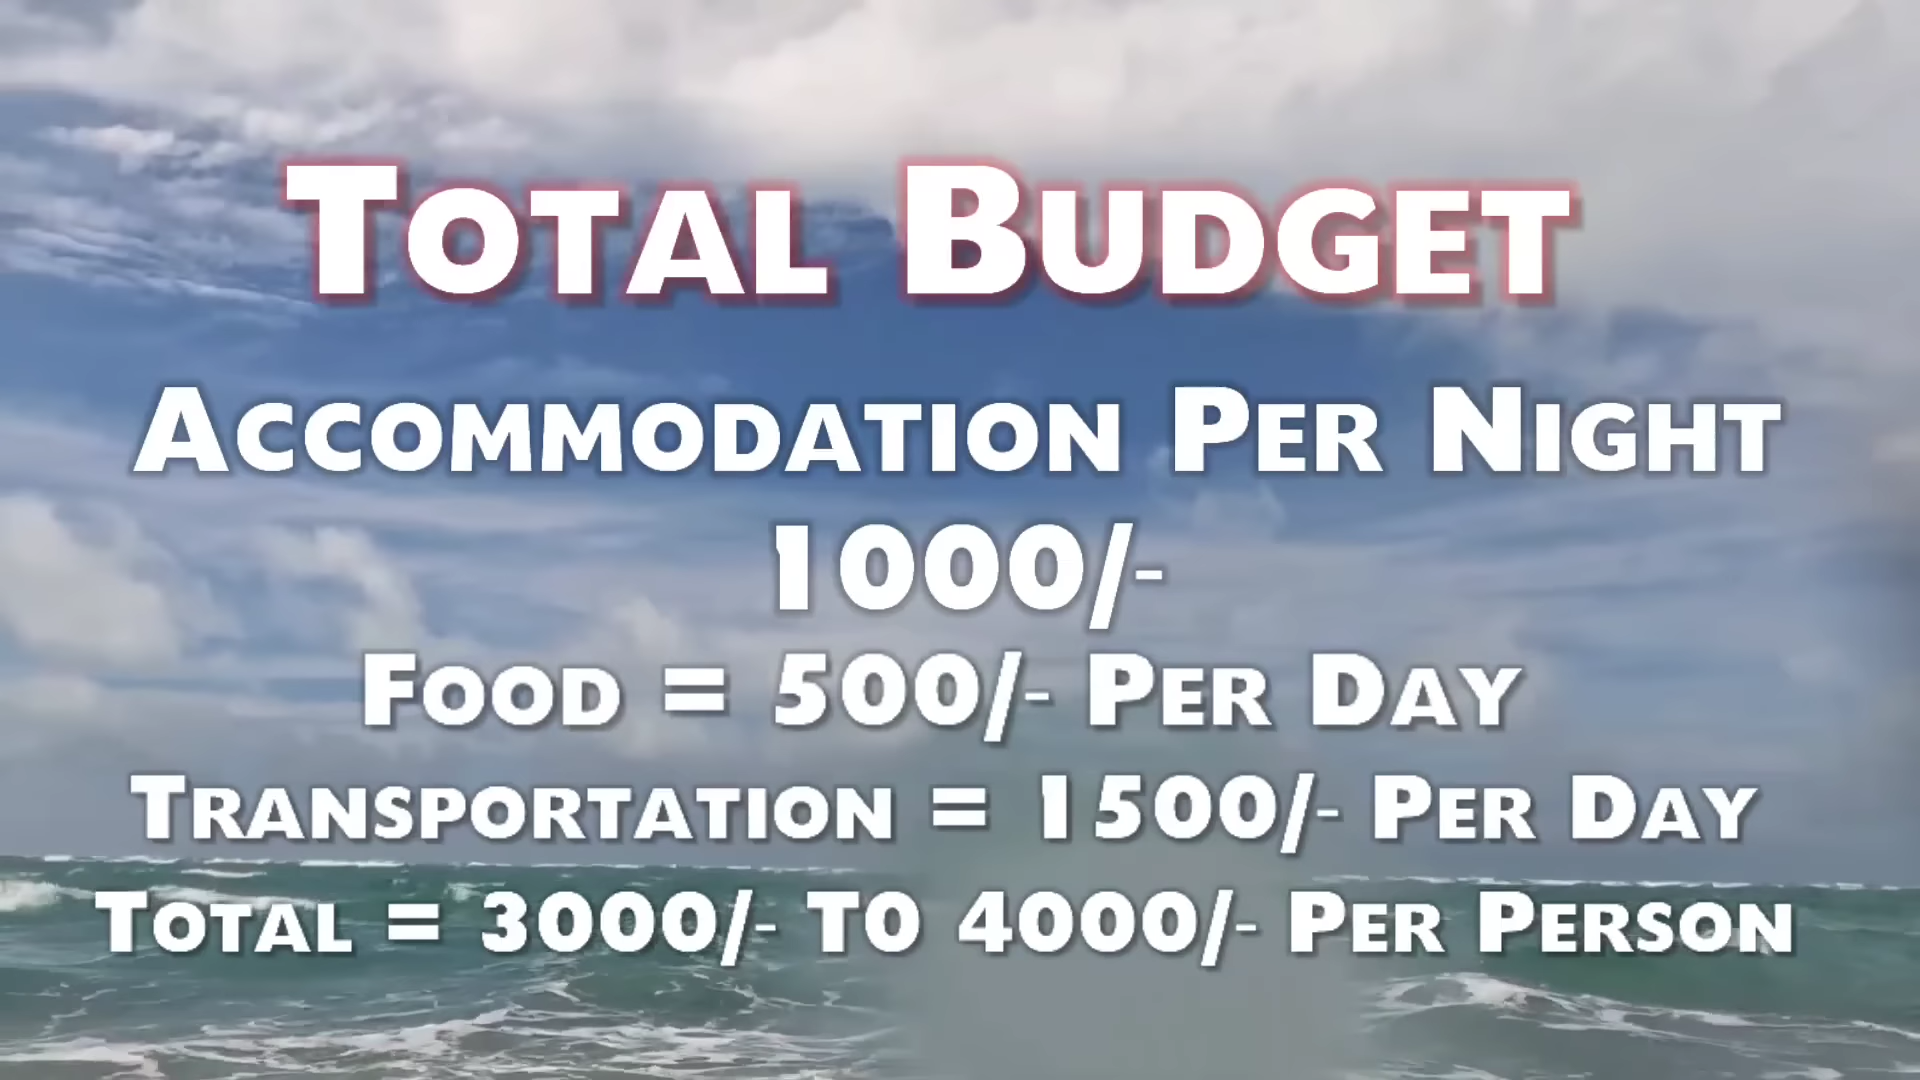 Total Budget
Accommodation Per Night
1000/-
Food = 500/- Per Day
Transportation = 1500/- Per Day
Total = 3000/- to 4000/- Per Person